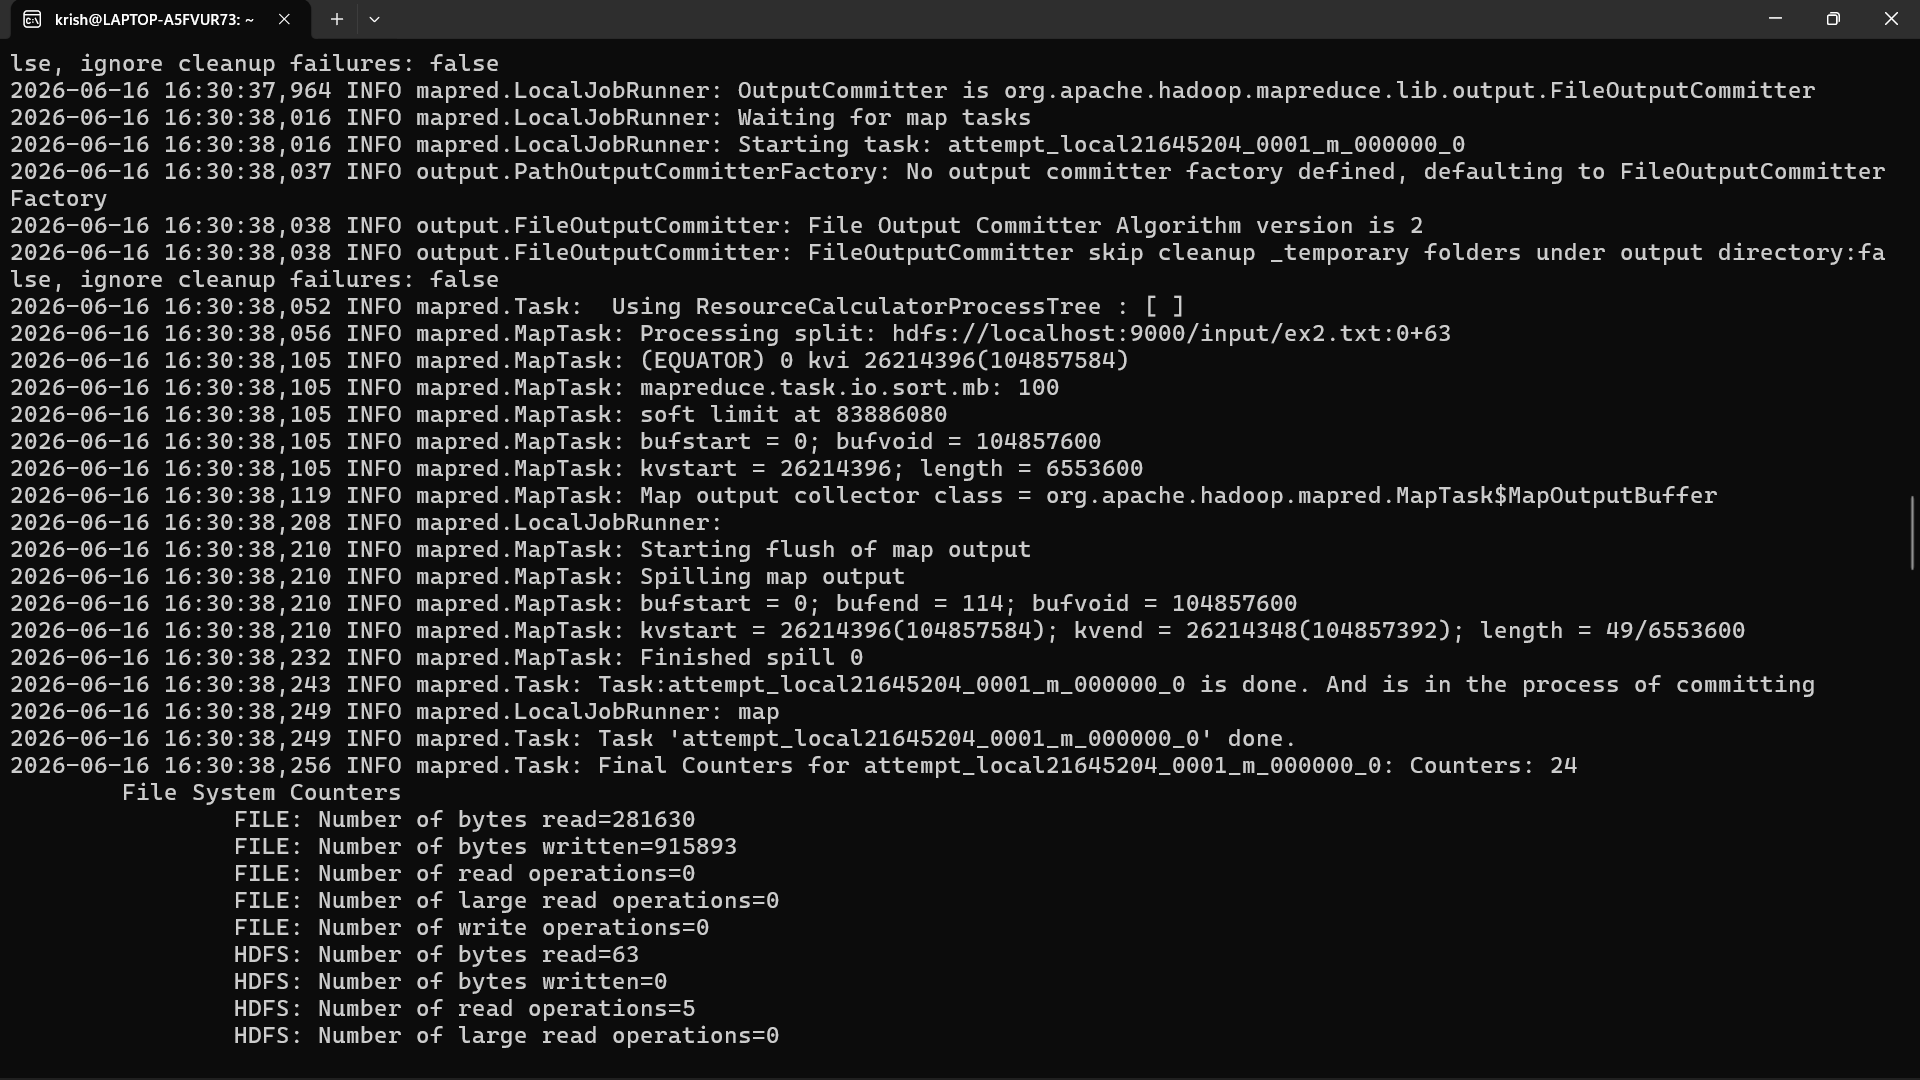 krish@LAPTOP-A5FVUR73: ~
lse, ignore cleanup failures: false
2026-06-16 16:30:37,964 INFO mapred.LocalJobRunner: OutputCommitter is org.apache.hadoop.mapreduce.lib.output.FileOutputCommitter
2026-06-16 16:30:38,016 INFO mapred.LocalJobRunner: Waiting for map tasks
2026-06-16 16:30:38,016 INFO mapred.LocalJobRunner: Starting task: attempt_local21645204_0001_m_000000_0
2026-06-16 16:30:38,037 INFO output.PathOutputCommitterFactory: No output committer factory defined, defaulting to FileOutputCommitter
Factory
2026-06-16 16:30:38,038 INFO output.FileOutputCommitter: File Output Committer Algorithm version is 2
2026-06-16 16:30:38,038 INFO output.FileOutputCommitter: FileOutputCommitter skip cleanup _temporary folders under output directory:fa
lse, ignore cleanup failures: false
2026-06-16 16:30:38,052 INFO mapred.Task:  Using ResourceCalculatorProcessTree : [ ]
2026-06-16 16:30:38,056 INFO mapred.MapTask: Processing split: hdfs://localhost:9000/input/ex2.txt:0+63
2026-06-16 16:30:38,105 INFO mapred.MapTask: (EQUATOR) 0 kvi 26214396(104857584)
2026-06-16 16:30:38,105 INFO mapred.MapTask: mapreduce.task.io.sort.mb: 100
2026-06-16 16:30:38,105 INFO mapred.MapTask: soft limit at 83886080
2026-06-16 16:30:38,105 INFO mapred.MapTask: bufstart = 0; bufvoid = 104857600
2026-06-16 16:30:38,105 INFO mapred.MapTask: kvstart = 26214396; length = 6553600
2026-06-16 16:30:38,119 INFO mapred.MapTask: Map output collector class = org.apache.hadoop.mapred.MapTask$MapOutputBuffer
2026-06-16 16:30:38,208 INFO mapred.LocalJobRunner:
2026-06-16 16:30:38,210 INFO mapred.MapTask: Starting flush of map output
2026-06-16 16:30:38,210 INFO mapred.MapTask: Spilling map output
2026-06-16 16:30:38,210 INFO mapred.MapTask: bufstart = 0; bufend = 114; bufvoid = 104857600
2026-06-16 16:30:38,210 INFO mapred.MapTask: kvstart = 26214396(104857584); kvend = 26214348(104857392); length = 49/6553600
2026-06-16 16:30:38,232 INFO mapred.MapTask: Finished spill 0
2026-06-16 16:30:38,243 INFO mapred.Task: Task:attempt_local21645204_0001_m_000000_0 is done. And is in the process of committing
2026-06-16 16:30:38,249 INFO mapred.LocalJobRunner: map
2026-06-16 16:30:38,249 INFO mapred.Task: Task 'attempt_local21645204_0001_m_000000_0' done.
2026-06-16 16:30:38,256 INFO mapred.Task: Final Counters for attempt_local21645204_0001_m_000000_0: Counters: 24
File System Counters
FILE: Number of bytes read=281630
FILE: Number of bytes written=915893
FILE: Number of read operations=0
FILE: Number of large read operations=0
FILE: Number of write operations=0
HDFS: Number of bytes read=63
HDFS: Number of bytes written=0
HDFS: Number of read operations=5
HDFS: Number of large read operations=0